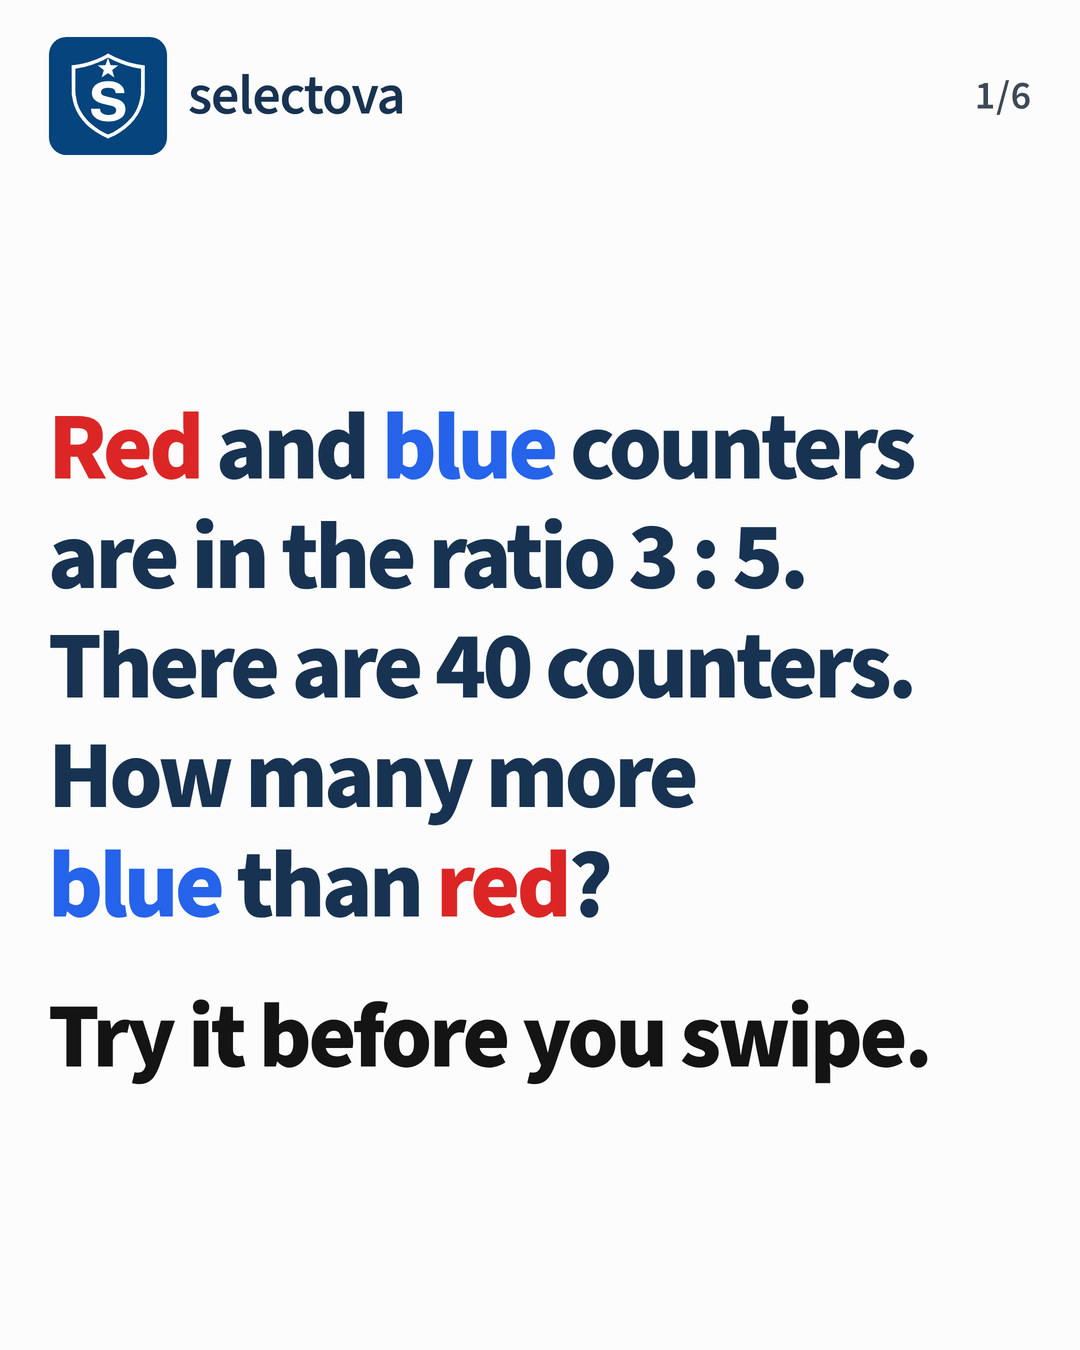 S
selectova
1/6
Red and blue counters
are in the ratio 3 : 5.
There are 40 counters.
How many more
blue than red?
Try it before you swipe.